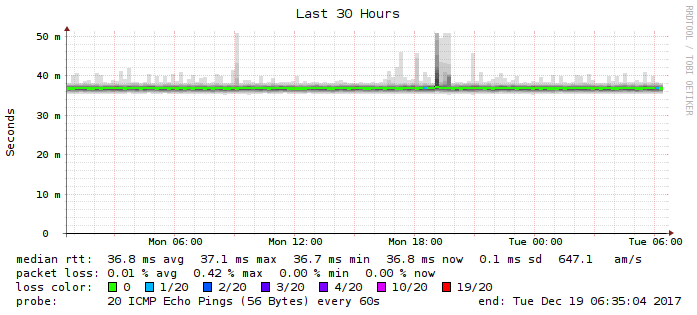 Last 30 Hours
RRDTOOL / TOBI OETIKER
Seconds
50 m
40 m
30 m
20 m
10 m
0
Mon 06:00 Mon 12:00 Mon 18:00 Tue 00:00 Tue 06:00
median rtt: 36.8 ms avg 37.1 ms max 36.7 ms min 36.8 ms now 0.1 ms sd 647.1 am/s
packet loss: 0.01 % avg 0.42 % max 0.00 % min 0.00 % now
loss color: 0 1/20 2/20 3/20 4/20 10/20 19/20
probe: 20 ICMP Echo Pings (56 Bytes) every 60s end: Tue Dec 19 06:35:04 2017